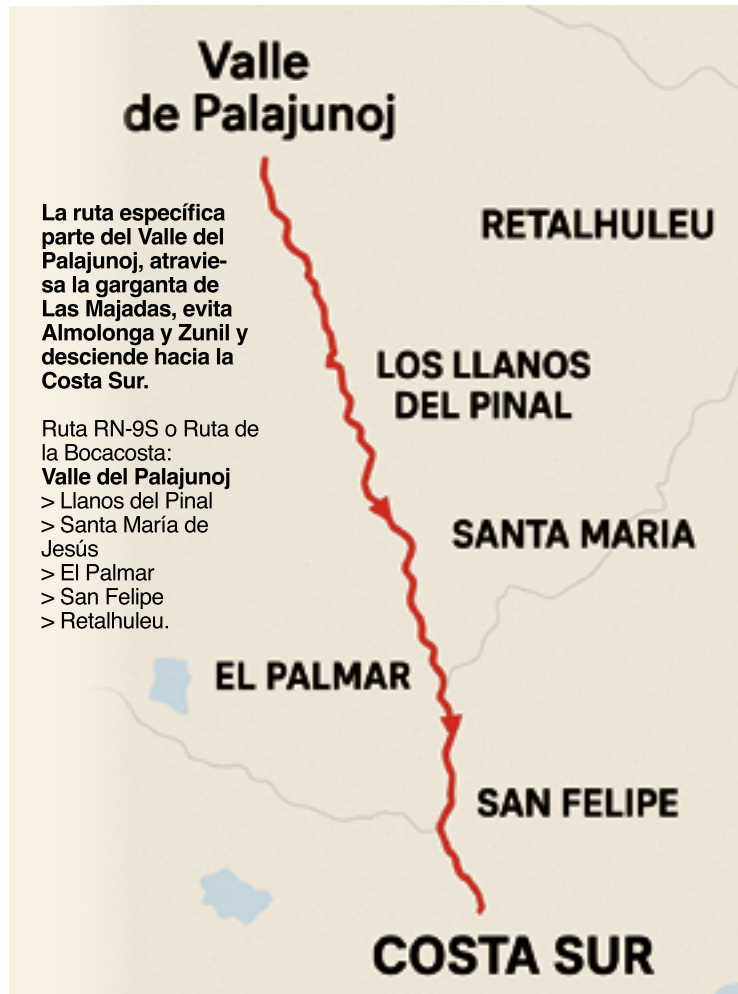 Valle
de Palajunoj
La ruta específica
parte del Valle del
Palajunoj, atravie-
sa la garganta de
Las Majadas, evita
Almolonga y Zunil y
desciende hacia la
Costa Sur.
Ruta RN-9S o Ruta de
la Bocacosta:
Valle del Palajunoj
> Llanos del Pinal
> Santa María de
Jesús
> El Palmar
> San Felipe
> Retalhuleu.
RETALHULEU
LOS LLANOS
DEL PINAL
SANTA MARIA
EL PALMAR
SAN FELIPE
COSTA SUR